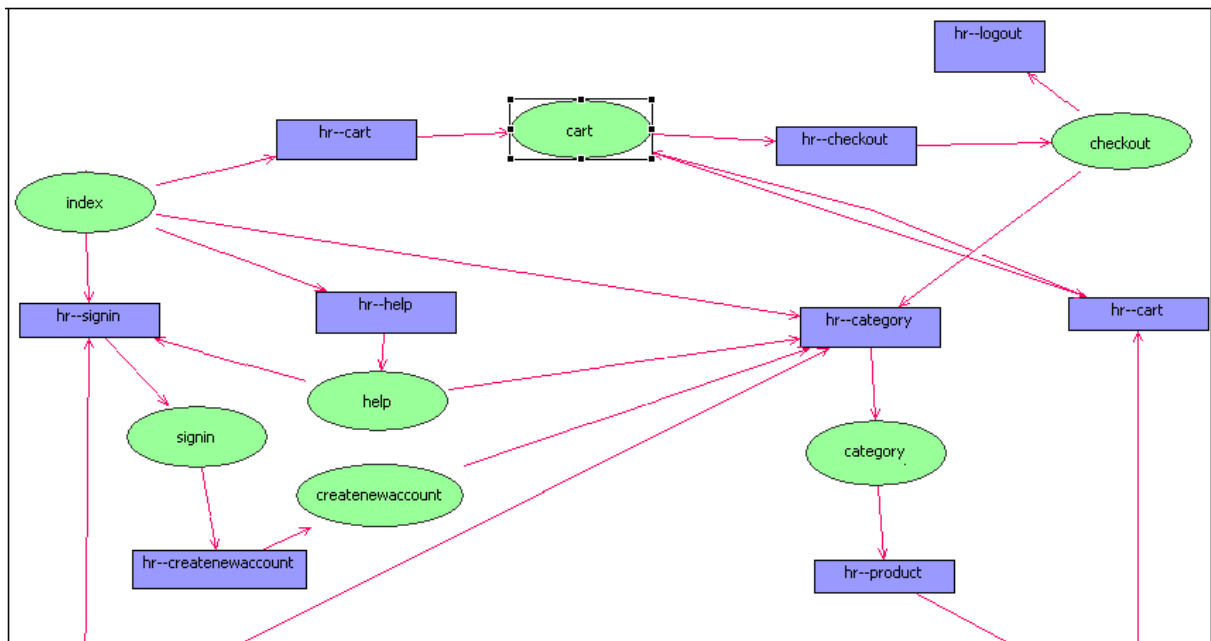 hr--logout
hr--cart
cart
hr--checkout
checkout
index
hr--signin
hr--help
hr--category
hr--cart
help
signin
category
createnewaccount
hr--createnewaccount
hr--product